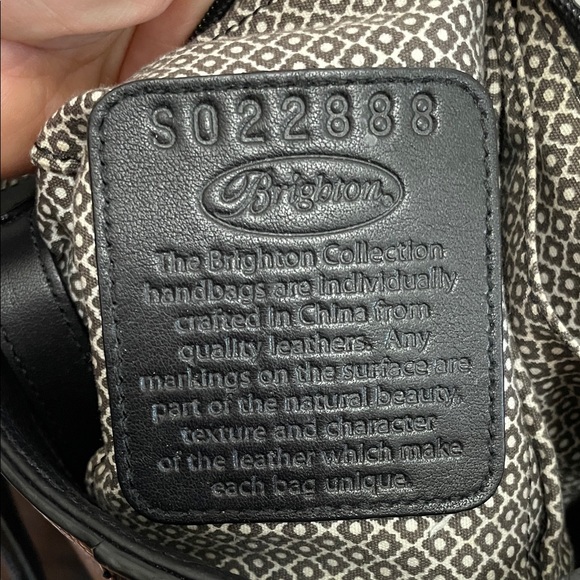 S022888
Brighton
The Brighton Collection
handbags are individually
crafted in China from
quality leathers. Any
markings on the surface are
part of the natural beauty,
texture and character
of the leather which make
each bag unique.